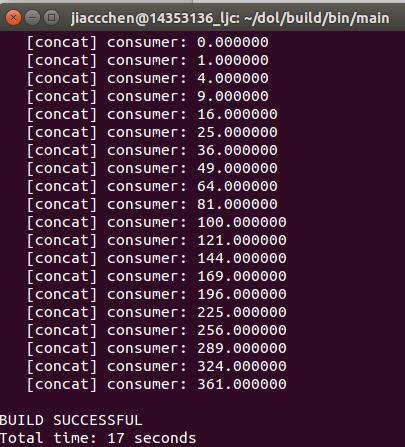 jiaccchen@14353136_ljc: ~/dol/build/bin/main
[concat] consumer: 0.000000
[concat] consumer: 1.000000
[concat] consumer: 4.000000
[concat] consumer: 9.000000
[concat] consumer: 16.000000
[concat] consumer: 25.000000
[concat] consumer: 36.000000
[concat] consumer: 49.000000
[concat] consumer: 64.000000
[concat] consumer: 81.000000
[concat] consumer: 100.000000
[concat] consumer: 121.000000
[concat] consumer: 144.000000
[concat] consumer: 169.000000
[concat] consumer: 196.000000
[concat] consumer: 225.000000
[concat] consumer: 256.000000
[concat] consumer: 289.000000
[concat] consumer: 324.000000
[concat] consumer: 361.000000
BUILD SUCCESSFUL
Total time: 17 seconds